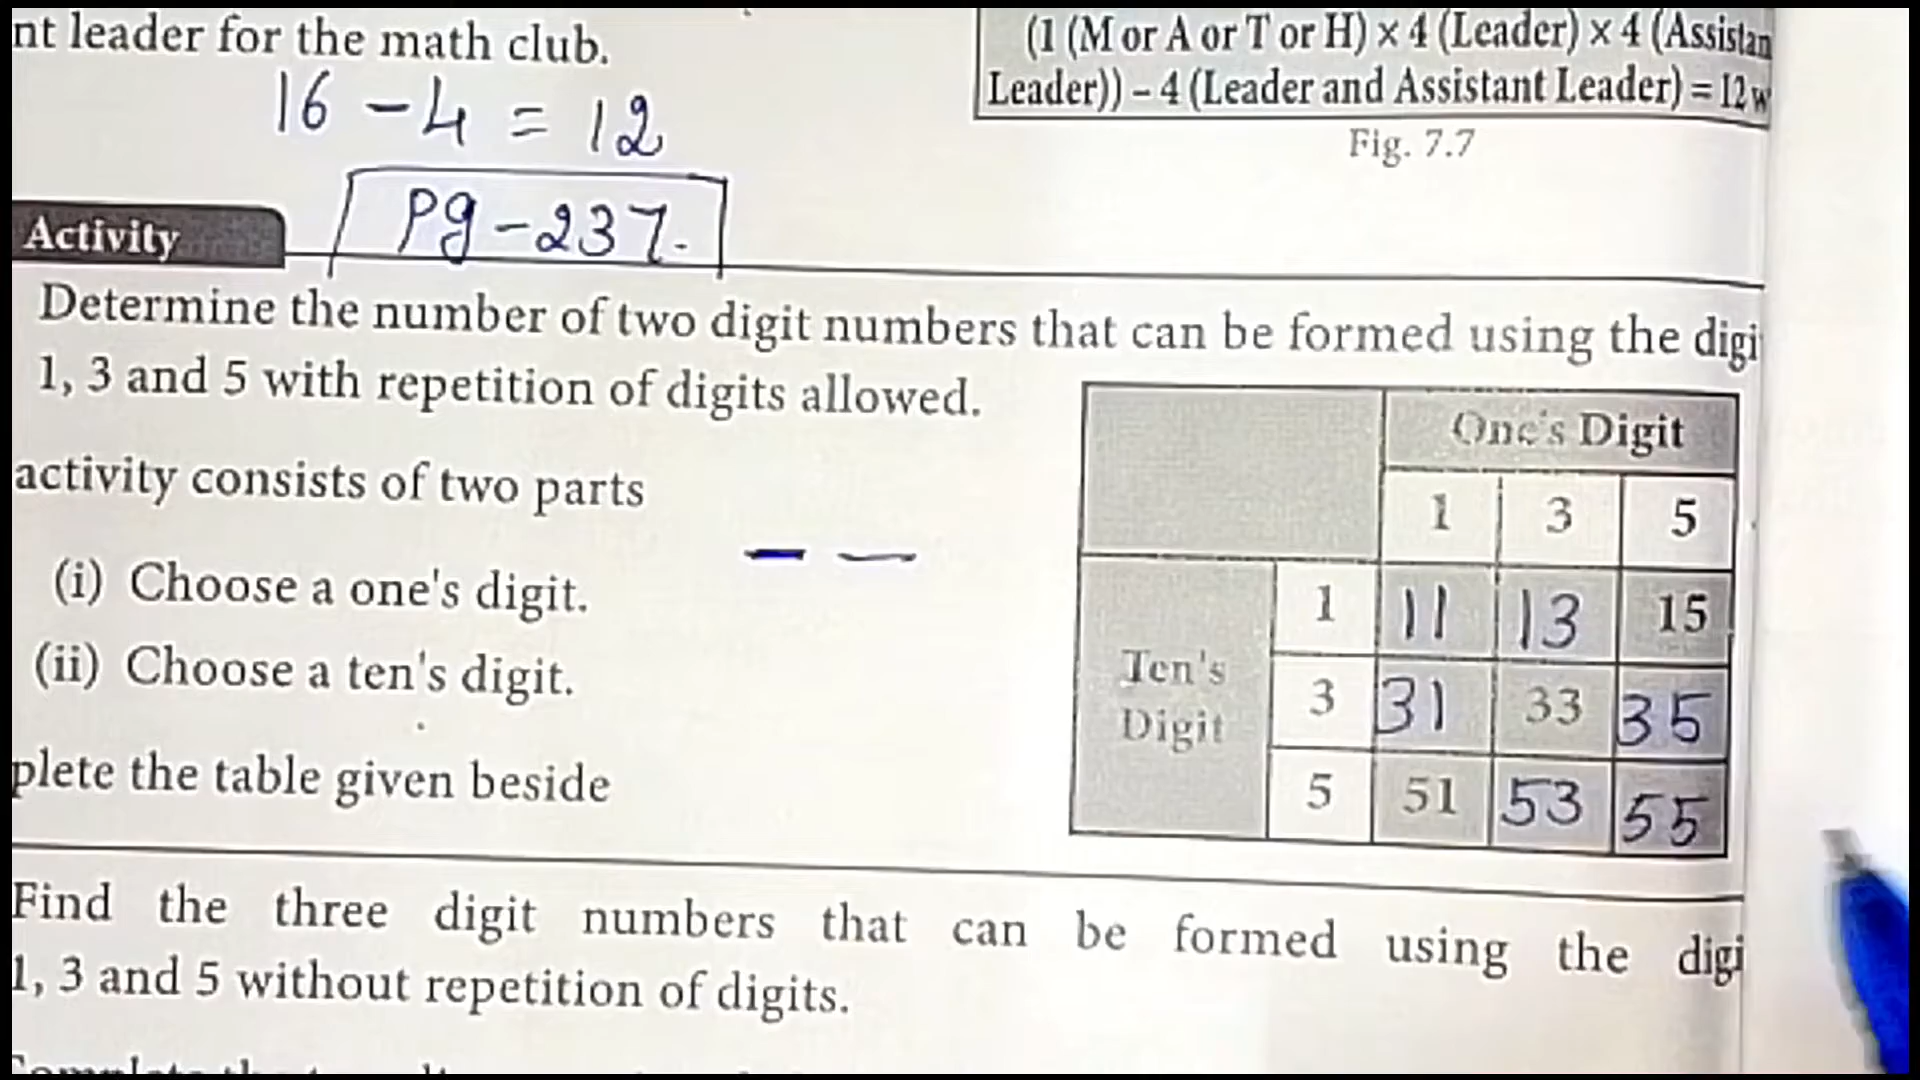 nt leader for the math club.
16 - 4 = 12
(1 (M or A or T or H) × 4 (Leader) × 4 (Assistan
Leader)) – 4 (Leader and Assistant Leader) = 12 w
Fig. 7.7
Pg - 237.
Activity
Determine the number of two digit numbers that can be formed using the digi
1, 3 and 5 with repetition of digits allowed.
activity consists of two parts
(i) Choose a one's digit.
(ii) Choose a ten's digit.
plete the table given beside
One's Digit
1 3 5
Ten's Digit
1 11 13 15
3 31 33 35
5 51 53 55
Find the three digit numbers that can be formed using the digi
1, 3 and 5 without repetition of digits.